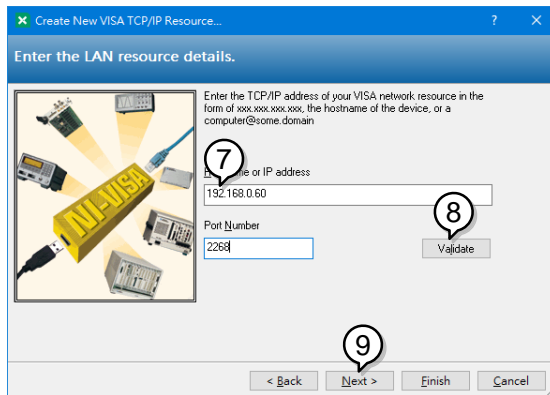 Create New VISA TCP/IP Resource...
Enter the LAN resource details.
Enter the TCP/IP address of your VISA network resource in the
form of xxx.xxx.xxx.xxx, the hostname of the device, or a
computer@some.domain
7
or IP address
192.168.0.60
8
Port Number
2268
Validate
NI-VISA
9
< Back
Next >
Finish
Cancel